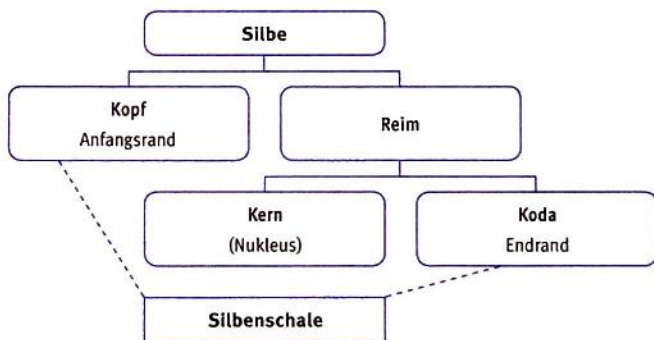 Silbe
Kopf
Anfangsrand
Reim
Kern
(Nukleus)
Koda
Endrand
Silbenschale